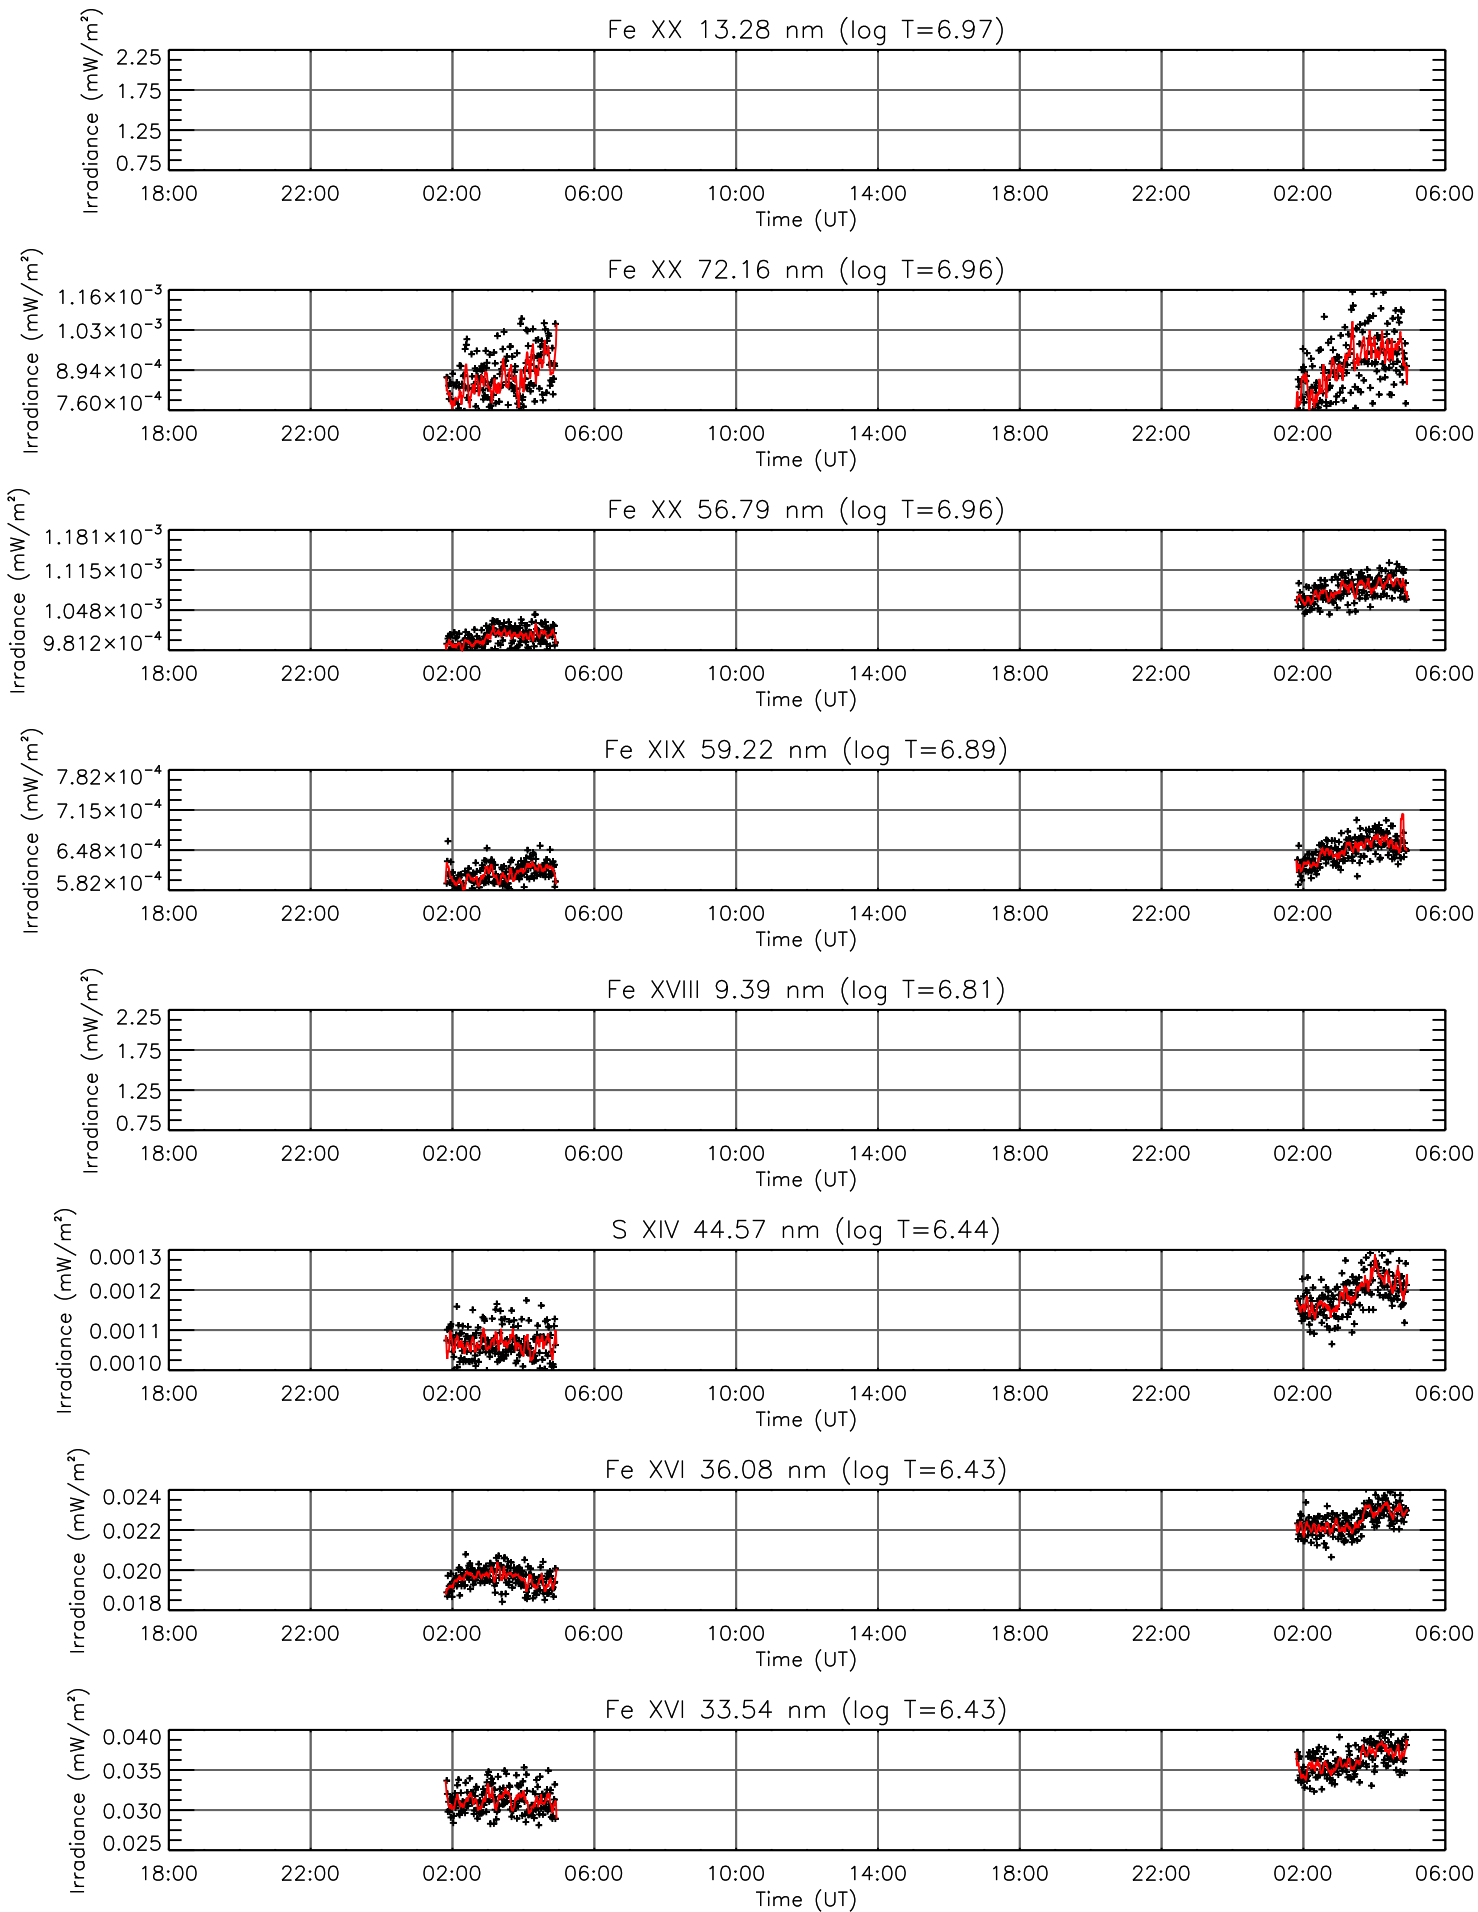 Fe XX 13.28 nm (log T=6.97)
Irradiance (mW/m²)
2.25
1.75
1.25
0.75
18:00 22:00 02:00 06:00 10:00 14:00 18:00 22:00 02:00 06:00
Time (UT)
Fe XX 72.16 nm (log T=6.96)
Irradiance (mW/m²)
1.16×10⁻³
1.03×10⁻³
8.94×10⁻⁴
7.60×10⁻⁴
18:00 22:00 02:00 06:00 10:00 14:00 18:00 22:00 02:00 06:00
Time (UT)
Fe XX 56.79 nm (log T=6.96)
Irradiance (mW/m²)
1.181×10⁻³
1.115×10⁻³
1.048×10⁻³
9.812×10⁻⁴
18:00 22:00 02:00 06:00 10:00 14:00 18:00 22:00 02:00 06:00
Time (UT)
Fe XIX 59.22 nm (log T=6.89)
Irradiance (mW/m²)
7.82×10⁻⁴
7.15×10⁻⁴
6.48×10⁻⁴
5.82×10⁻⁴
18:00 22:00 02:00 06:00 10:00 14:00 18:00 22:00 02:00 06:00
Time (UT)
Fe XVIII 9.39 nm (log T=6.81)
Irradiance (mW/m²)
2.25
1.75
1.25
0.75
18:00 22:00 02:00 06:00 10:00 14:00 18:00 22:00 02:00 06:00
Time (UT)
S XIV 44.57 nm (log T=6.44)
Irradiance (mW/m²)
0.0013
0.0012
0.0011
0.0010
18:00 22:00 02:00 06:00 10:00 14:00 18:00 22:00 02:00 06:00
Time (UT)
Fe XVI 36.08 nm (log T=6.43)
Irradiance (mW/m²)
0.024
0.022
0.020
0.018
18:00 22:00 02:00 06:00 10:00 14:00 18:00 22:00 02:00 06:00
Time (UT)
Fe XVI 33.54 nm (log T=6.43)
Irradiance (mW/m²)
0.040
0.035
0.030
0.025
18:00 22:00 02:00 06:00 10:00 14:00 18:00 22:00 02:00 06:00
Time (UT)